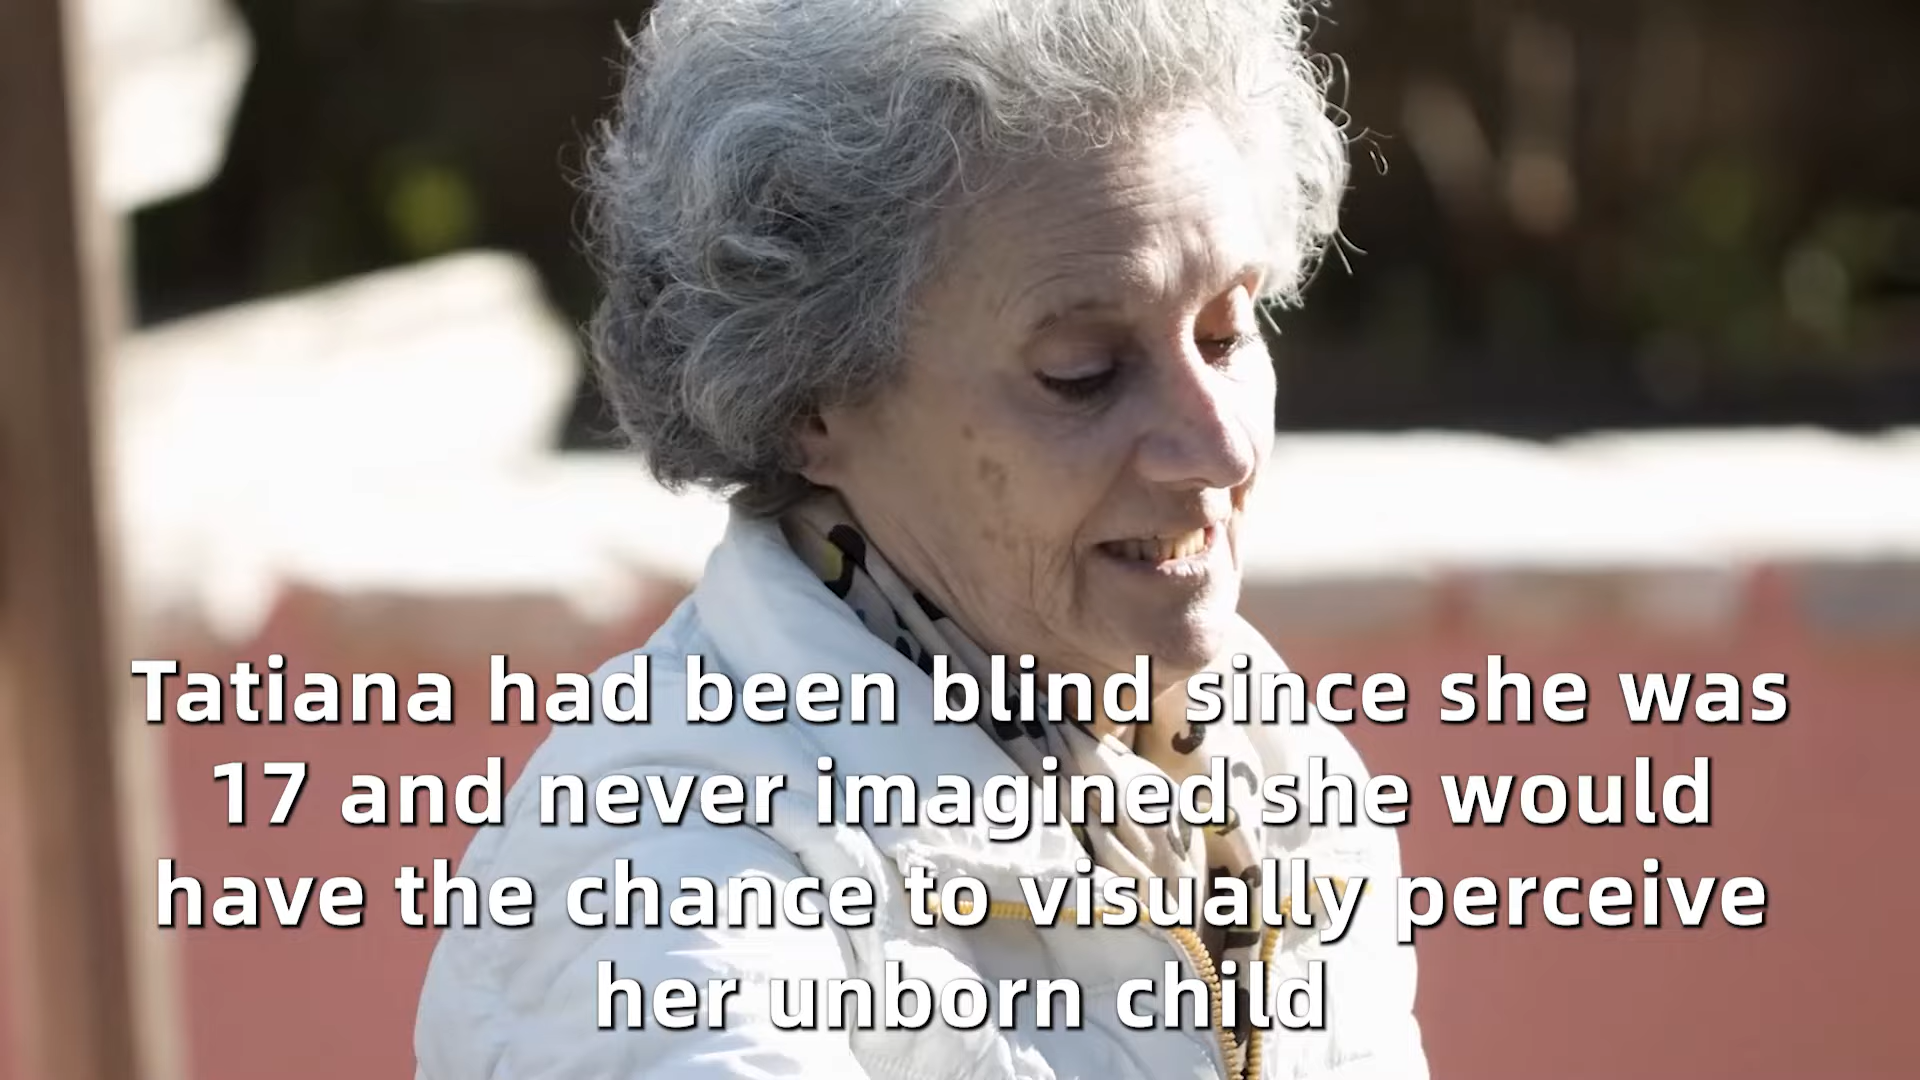 Tatiana had been blind since she was
17 and never imagined she would
have the chance to visually perceive
her unborn child